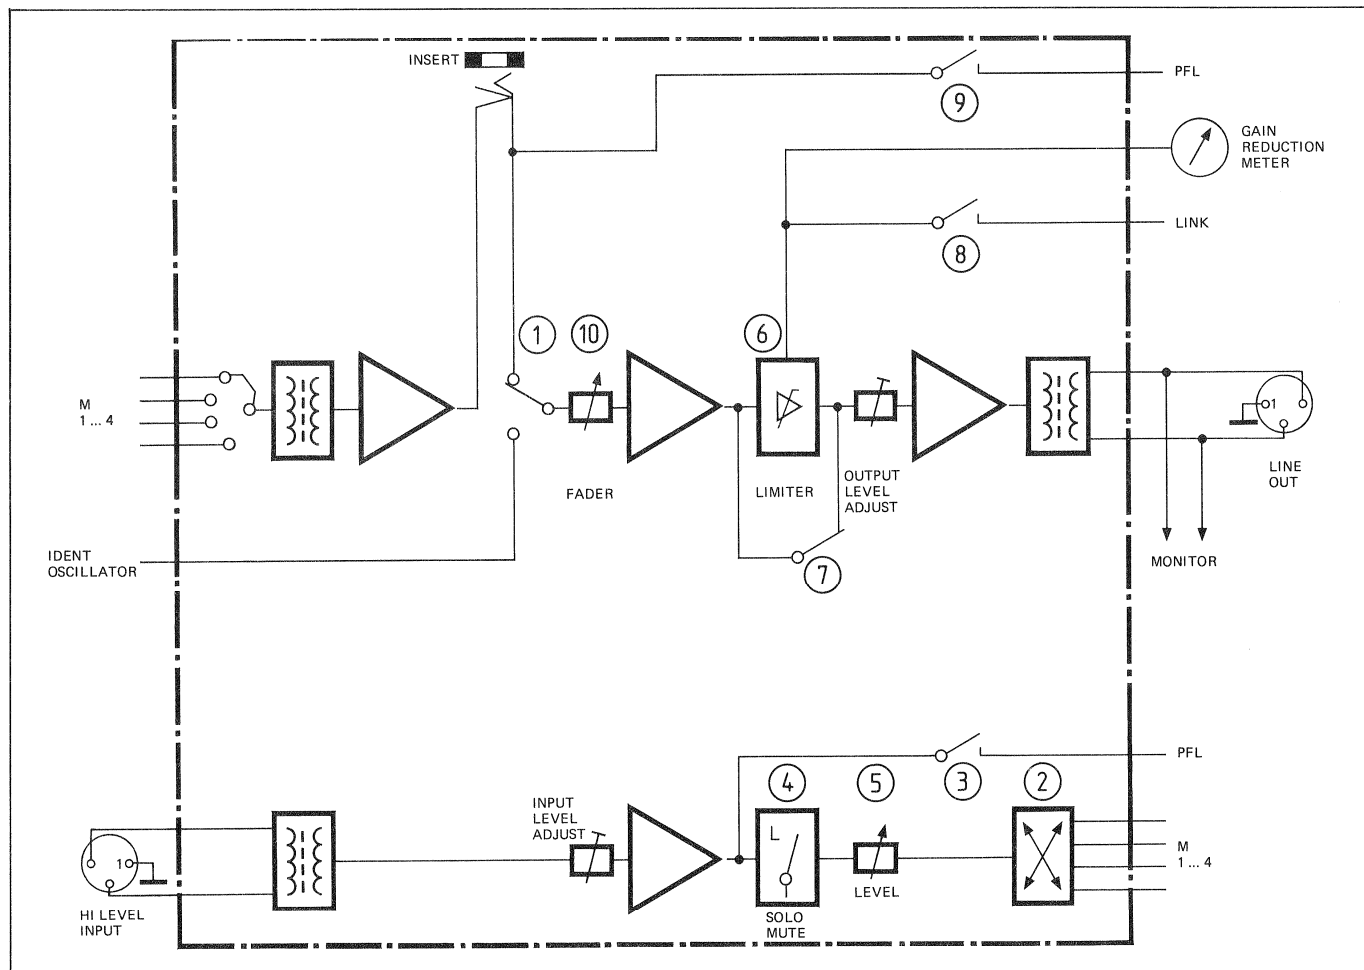 INSERT
PFL
9
GAIN
REDUCTION
METER
LINK
8
1
10
6
M
1 ... 4
1
FADER
LIMITER
OUTPUT
LEVEL
ADJUST
LINE
OUT
IDENT
OSCILLATOR
7
MONITOR
PFL
4
5
3
2
INPUT
LEVEL
ADJUST
L
M
1 ... 4
1
LEVEL
HI LEVEL
INPUT
SOLO
MUTE